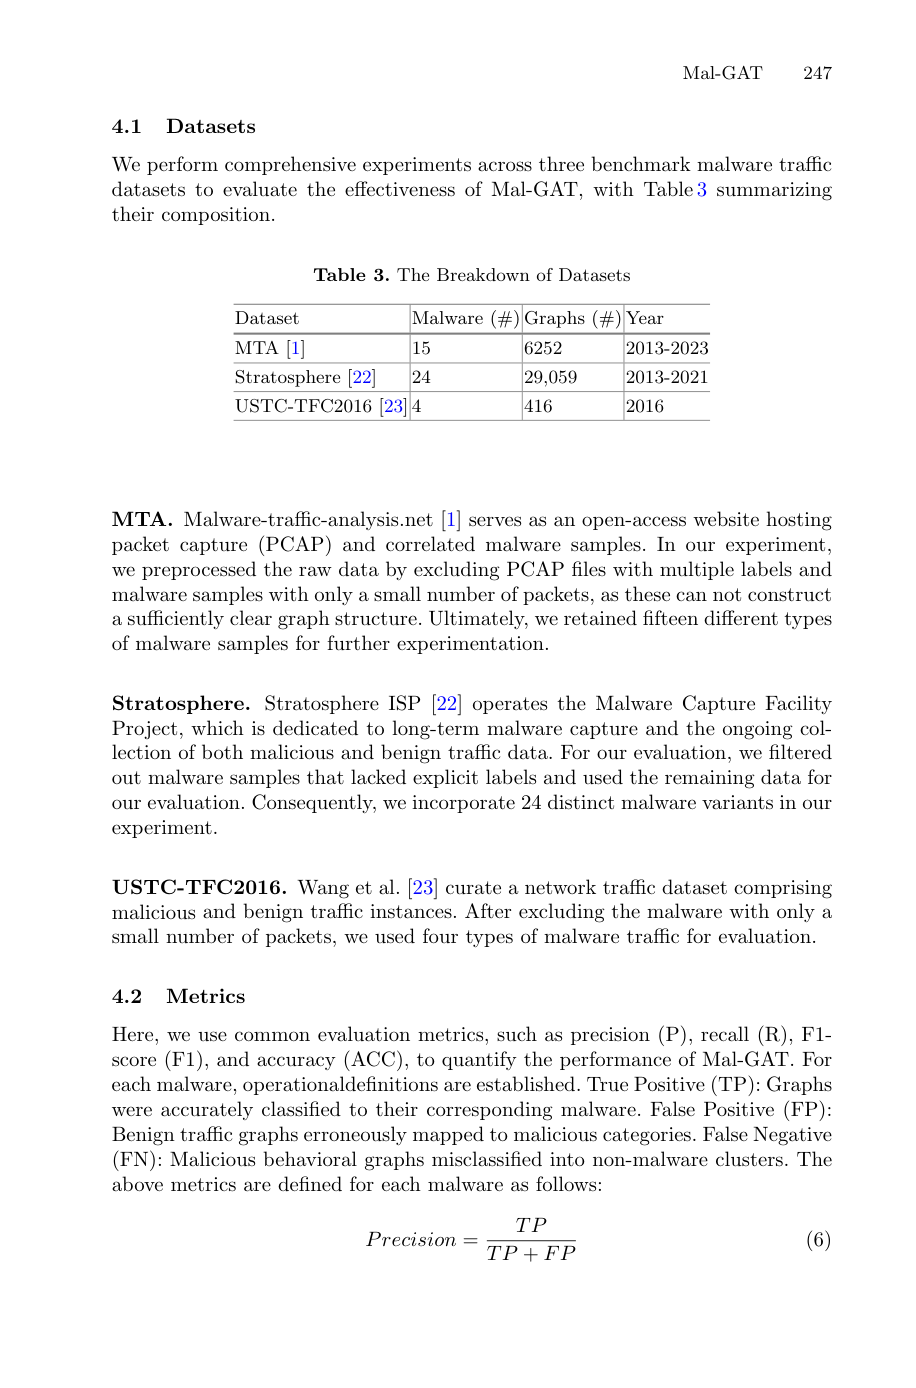 Mal-GAT 247
4.1 Datasets
We perform comprehensive experiments across three benchmark malware traffic
datasets to evaluate the effectiveness of Mal-GAT, with Table 3 summarizing
their composition.
Table 3. The Breakdown of Datasets
Dataset Malware (#) Graphs (#) Year
MTA [1] 15 6252 2013-2023
Stratosphere [22] 24 29,059 2013-2021
USTC-TFC2016 [23] 4 416 2016
MTA. Malware-traffic-analysis.net [1] serves as an open-access website hosting
packet capture (PCAP) and correlated malware samples. In our experiment,
we preprocessed the raw data by excluding PCAP files with multiple labels and
malware samples with only a small number of packets, as these can not construct
a sufficiently clear graph structure. Ultimately, we retained fifteen different types
of malware samples for further experimentation.
Stratosphere. Stratosphere ISP [22] operates the Malware Capture Facility
Project, which is dedicated to long-term malware capture and the ongoing col-
lection of both malicious and benign traffic data. For our evaluation, we filtered
out malware samples that lacked explicit labels and used the remaining data for
our evaluation. Consequently, we incorporate 24 distinct malware variants in our
experiment.
USTC-TFC2016. Wang et al. [23] curate a network traffic dataset comprising
malicious and benign traffic instances. After excluding the malware with only a
small number of packets, we used four types of malware traffic for evaluation.
4.2 Metrics
Here, we use common evaluation metrics, such as precision (P), recall (R), F1-
score (F1), and accuracy (ACC), to quantify the performance of Mal-GAT. For
each malware, operationaldefinitions are established. True Positive (TP): Graphs
were accurately classified to their corresponding malware. False Positive (FP):
Benign traffic graphs erroneously mapped to malicious categories. False Negative
(FN): Malicious behavioral graphs misclassified into non-malware clusters. The
above metrics are defined for each malware as follows:
Precision = TP / TP + FP (6)